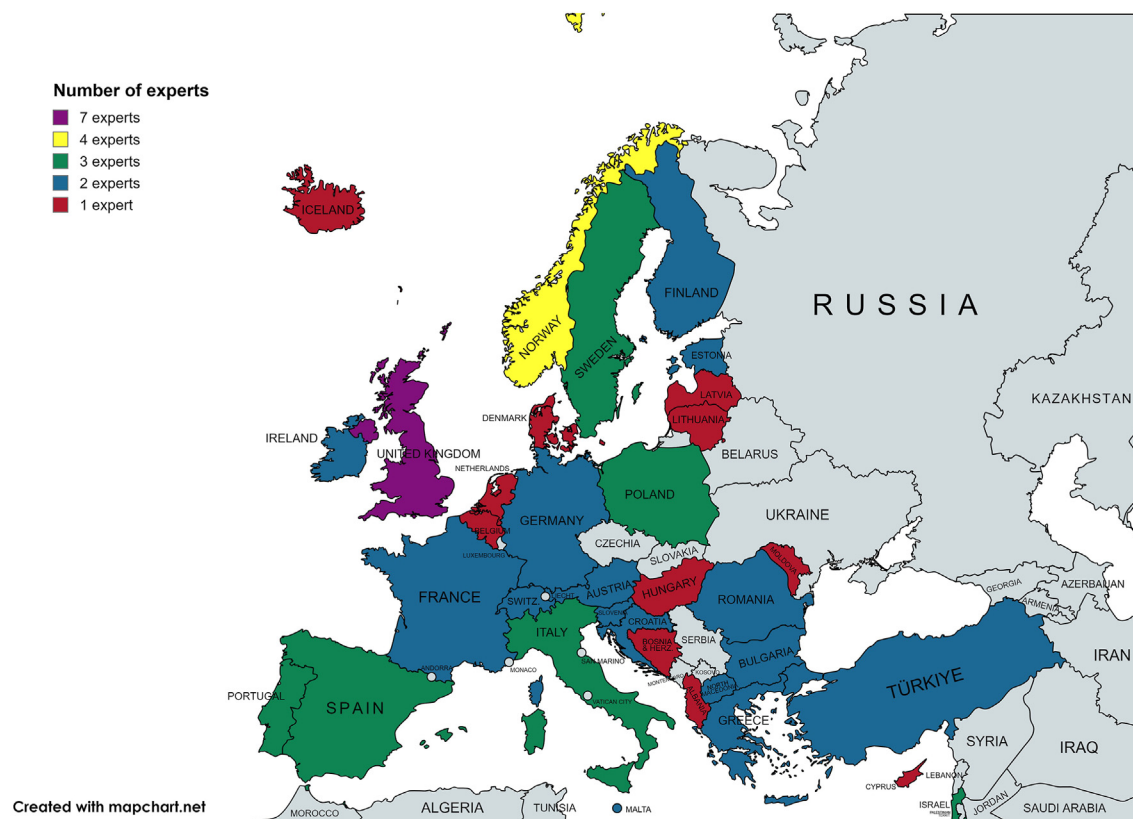 Number of experts
7 experts
4 experts
3 experts
2 experts
1 expert
ICELAND
RUSSIA
FINLAND
NORWAY
SWEDEN
ESTONIA
LATVIA
LITHUANIA
KAZAKHSTAN
DENMARK
IRELAND
UNITED KINGDOM
BELARUS
NETHERLANDS
POLAND
UKRAINE
GERMANY
BELGIUM
CZECHIA
LUXEMBOURG
SLOVAKIA
MOLDOVA
FRANCE
AUSTRIA
HUNGARY
SWITZ.
LIECHT.
ROMANIA
GEORGIA
AZERBAIJAN
ARMENIA
SLOVENIA
CROATIA
ITALY
BOSNIA
& HERZ.
SERBIA
SAN MARINO
BULGARIA
IRAN
ANDORRA
MONACO
MONTENEGRO
KOSOVO
NORTH
MACEDONIA
TÜRKIYE
PORTUGAL
SPAIN
VATICAN CITY
ALBANIA
GREECE
SYRIA
IRAQ
LEBANON
CYPRUS
ISRAEL
JORDAN
SAUDI ARABIA
MOROCCO
ALGERIA
TUNISIA
MALTA
Created with mapchart.net